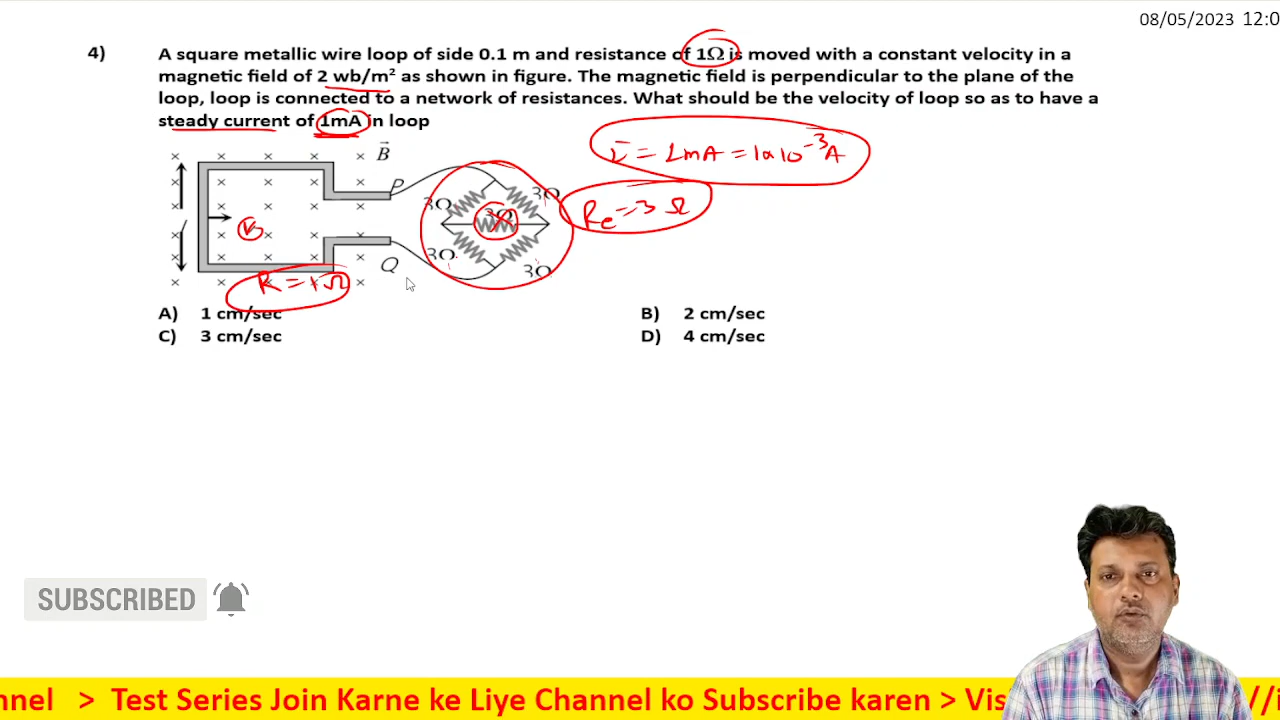 08/05/2023 12:0
4) A square metallic wire loop of side 0.1 m and resistance of 1Ω is moved with a constant velocity in a
magnetic field of 2 wb/m² as shown in figure. The magnetic field is perpendicular to the plane of the
loop, loop is connected to a network of resistances. What should be the velocity of loop so as to have a
steady current of 1mA in loop
i = 1mA = 1×10⁻³A
B⃗
P
3Ω
3Ω
3Ω
Re = 3 Ω
3Ω
3Ω
Q
R = 1Ω
A) 1 cm/sec B) 2 cm/sec
C) 3 cm/sec D) 4 cm/sec
SUBSCRIBED
nnel > Test Series Join Karne ke Liye Channel ko Subscribe karen > Vis